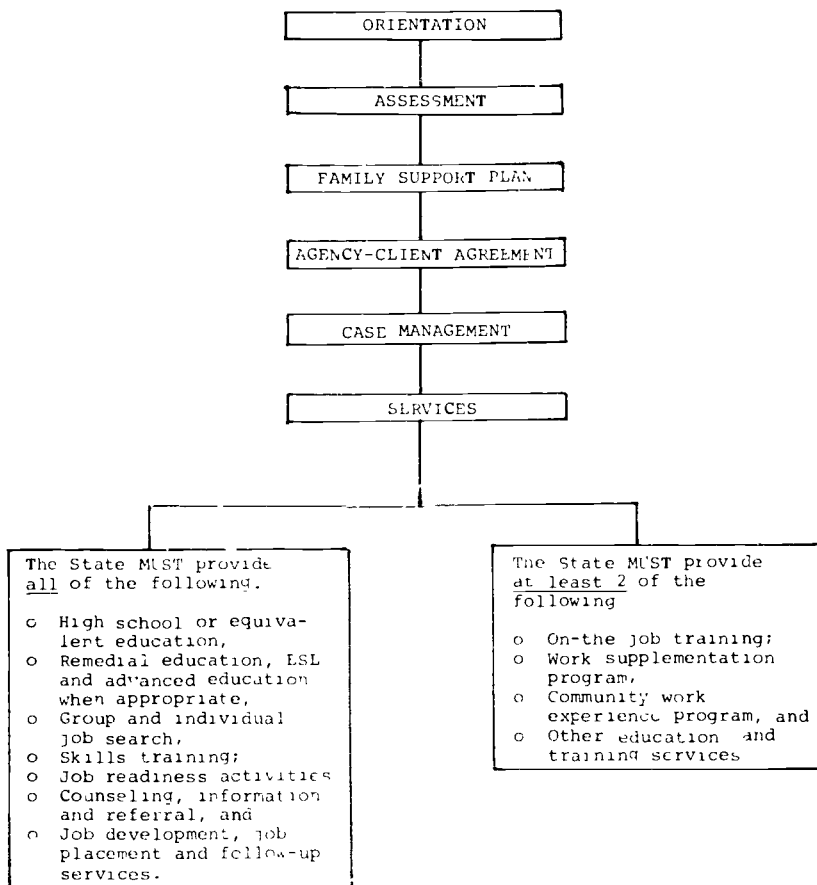 ORIENTATION
ASSESSMENT
FAMILY SUPPORT PLAN
AGENCY-CLIENT AGREEMENT
CASE MANAGEMENT
SERVICES
The State MUST provide
all of the following.
o High school or equiva-
lent education,
o Remedial education, ESL
and advanced education
when appropriate,
o Group and individual
job search,
o Skills training;
o Job readiness activities
o Counseling, information
and referral, and
o Job development, job
placement and follow-up
services.
The State MUST provide
at least 2 of the
following
o On-the job training;
o Work supplementation
program,
o Community work
experience program, and
o Other education and
training services